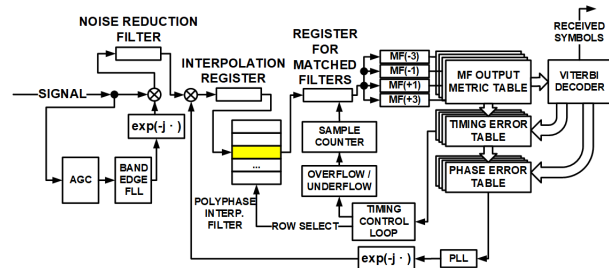 NOISE REDUCTION
FILTER
RECEIVED
SYMBOLS
REGISTER
FOR
MATCHED
FILTERS
INTERPOLATION
REGISTER
MF(-3)
MF(-1)
MF(+1)
MF(+3)
MF OUTPUT
METRIC TABLE
VITERBI
DECODER
SIGNAL
exp(-j · )
SAMPLE
COUNTER
TIMING ERROR
TABLE
...
AGC
BAND
EDGE
FLL
OVERFLOW /
UNDERFLOW
PHASE ERROR
TABLE
POLYPHASE
INTERP.
FILTER
ROW SELECT
TIMING
CONTROL
LOOP
exp(-j · )
PLL